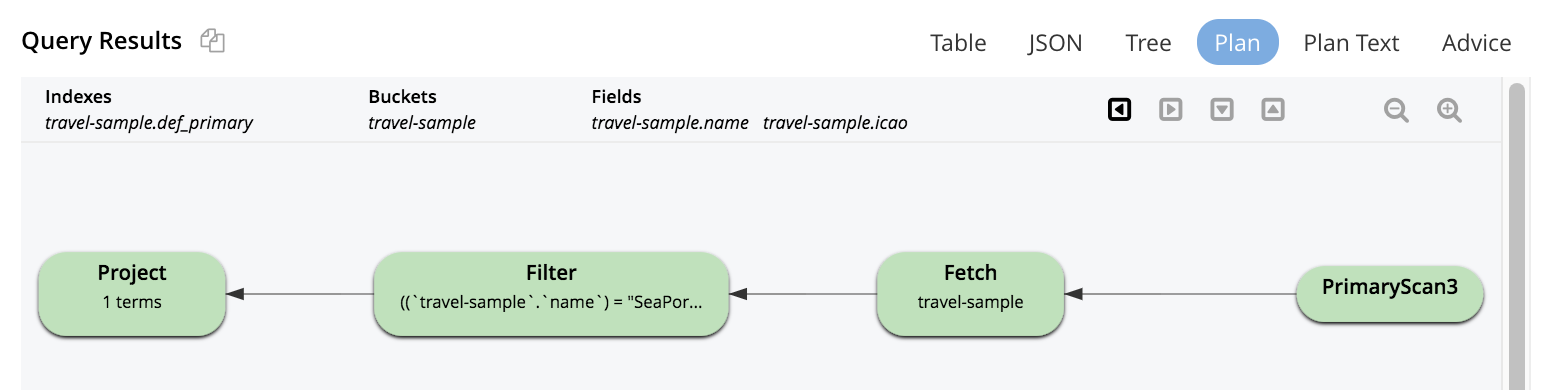 Query Results
Table JSON Tree Plan Plan Text Advice
Indexes Buckets Fields
travel-sample.def_primary travel-sample travel-sample.name travel-sample.icao
Project Filter Fetch PrimaryScan3
1 terms ((`travel-sample`.`name`) = "SeaPor... travel-sample